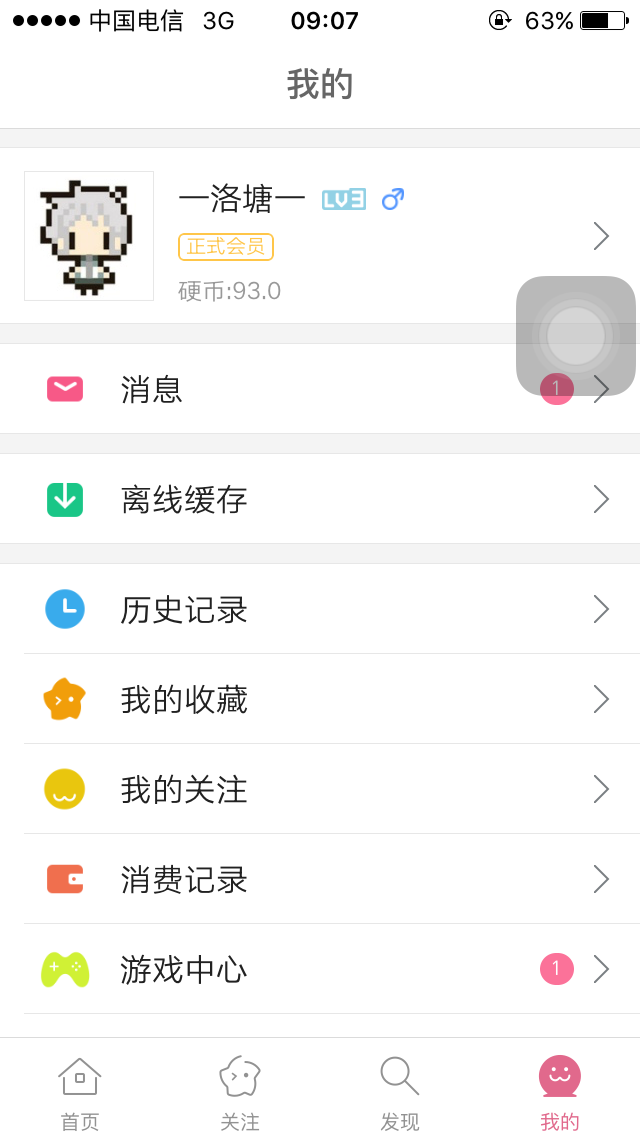 中国电信 3G 09:07 63%
我的
一洛塘一 LV3
正式会员
硬币:93.0
消息 1
离线缓存
历史记录
我的收藏
我的关注
消费记录
游戏中心 1
首页 关注 发现 我的